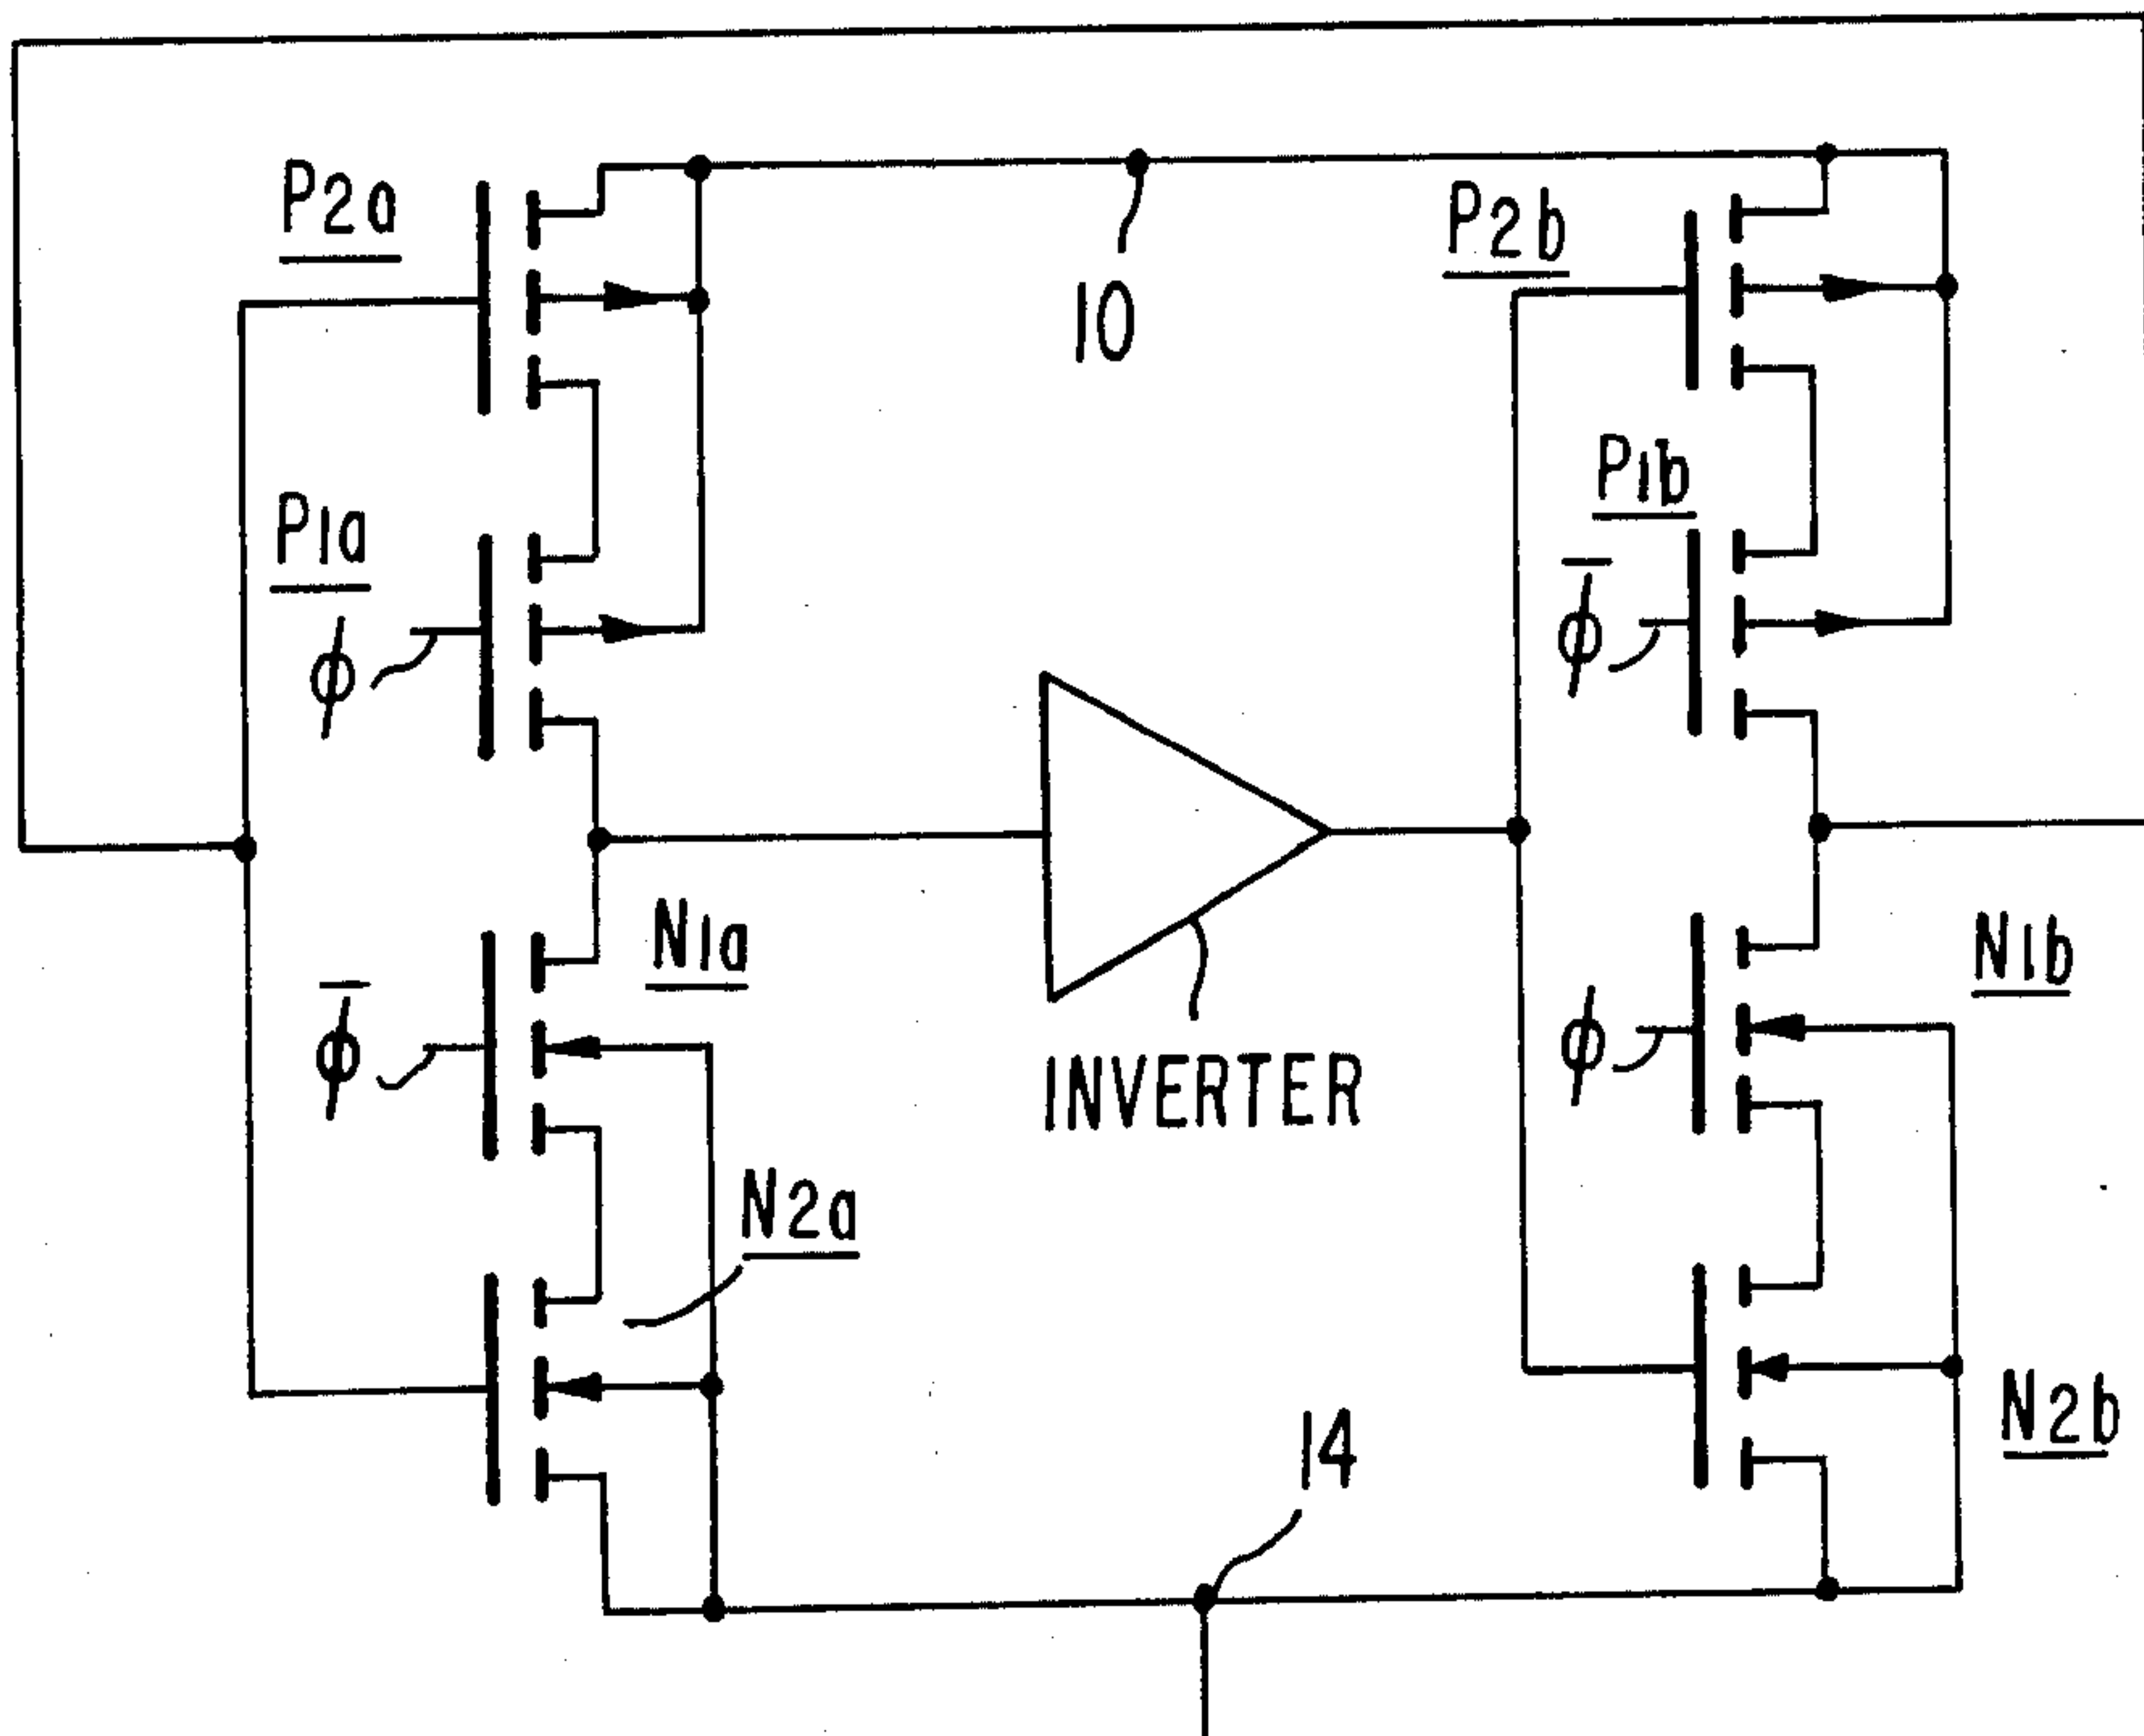 P2a
P2b
10
P1b
P1a
ϕ
ϕ̅
N1a
N1b
ϕ̅
ϕ
INVERTER
N2a
N2b
14